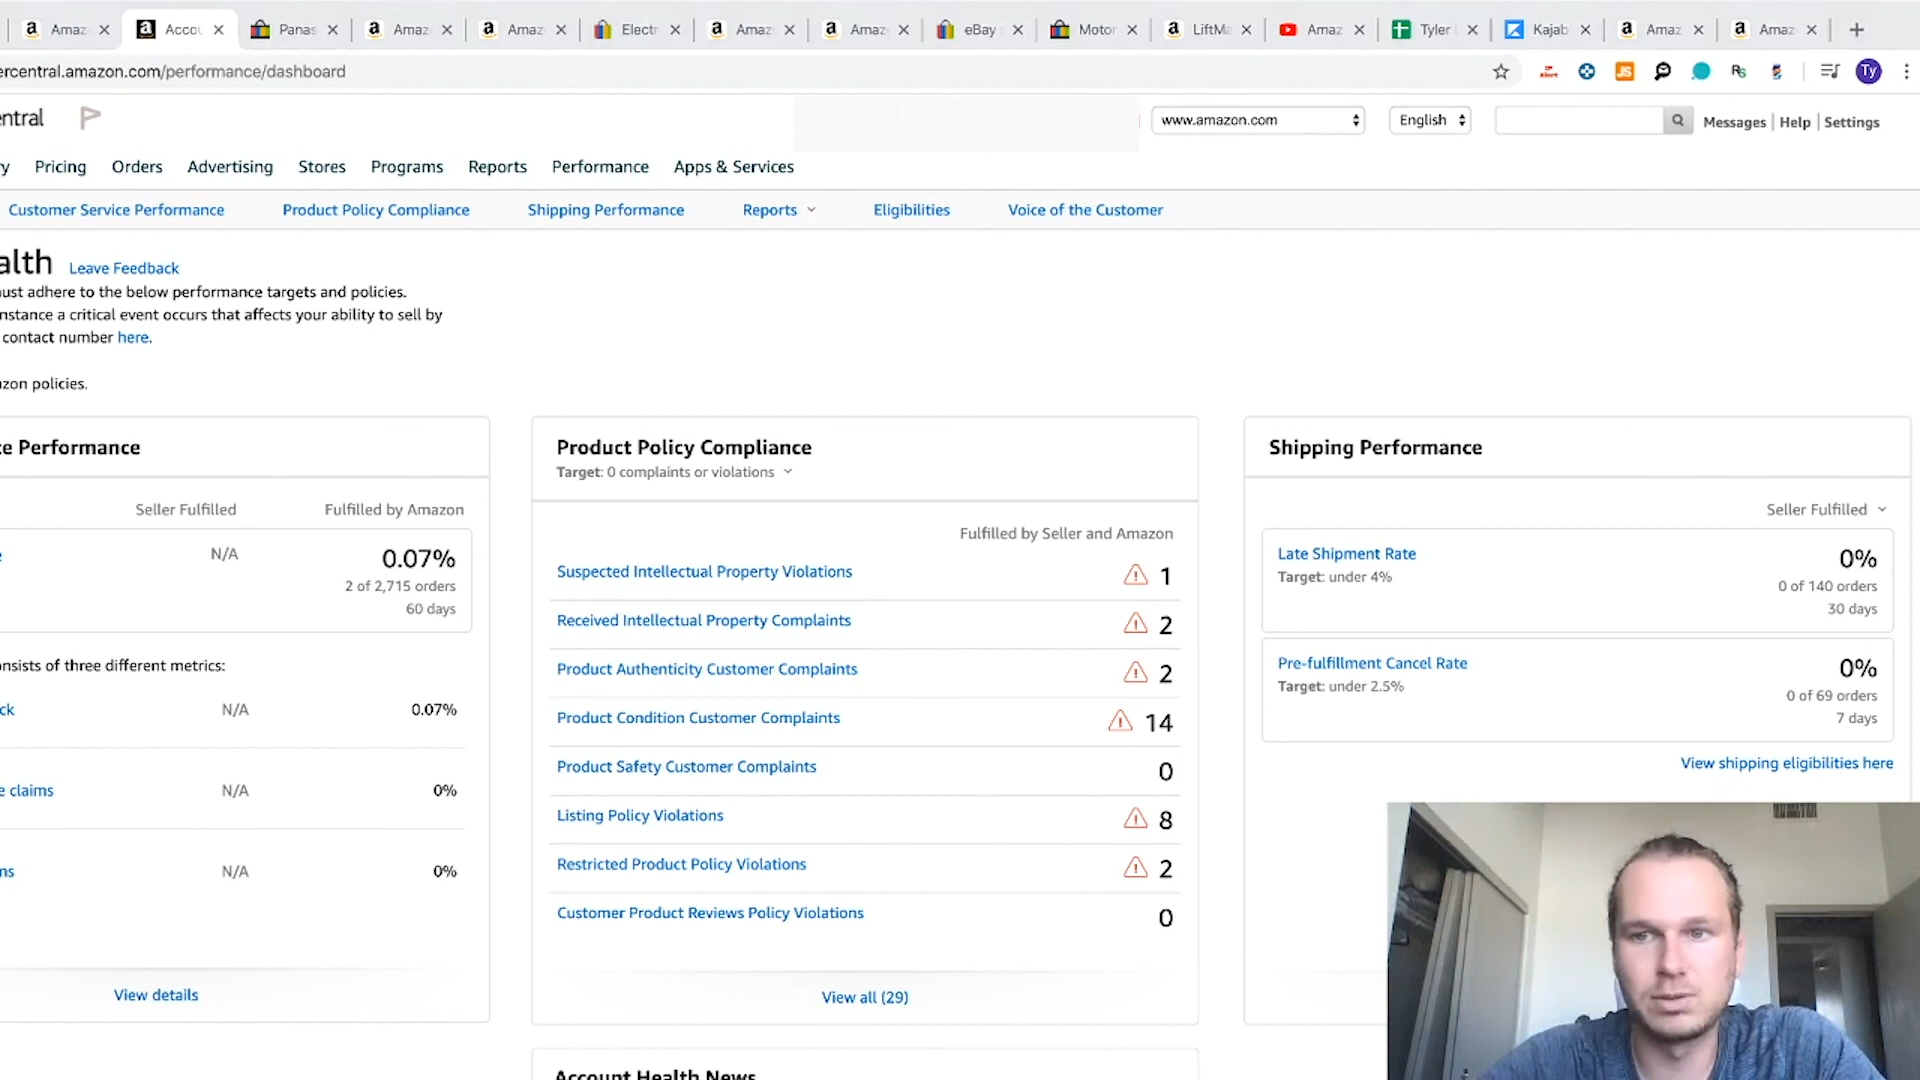 Amaz
Accou
Panas
Amaz
Amaz
Electr
Amaz
Amaz
eBay
Motor
LiftMa
Amaz
Tyler
Kajab
Amaz
Amaz
ercentral.amazon.com/performance/dashboard
JS
Ty
entral
www.amazon.com
English
Messages | Help | Settings
y
Pricing
Orders
Advertising
Stores
Programs
Reports
Performance
Apps & Services
Customer Service Performance
Product Policy Compliance
Shipping Performance
Reports
Eligibilities
Voice of the Customer
alth
Leave Feedback
nust adhere to the below performance targets and policies.
nstance a critical event occurs that affects your ability to sell by
contact number here.
azon policies.
ce Performance
Seller Fulfilled
Fulfilled by Amazon
N/A
0.07%
2 of 2,715 orders
60 days
onsists of three different metrics:
ck
N/A
0.07%
e claims
N/A
0%
ns
N/A
0%
View details
Product Policy Compliance
Target: 0 complaints or violations
Fulfilled by Seller and Amazon
Suspected Intellectual Property Violations
1
Received Intellectual Property Complaints
2
Product Authenticity Customer Complaints
2
Product Condition Customer Complaints
14
Product Safety Customer Complaints
0
Listing Policy Violations
8
Restricted Product Policy Violations
2
Customer Product Reviews Policy Violations
0
View all (29)
Shipping Performance
Seller Fulfilled
Late Shipment Rate
0%
Target: under 4%
0 of 140 orders
30 days
Pre-fulfillment Cancel Rate
0%
Target: under 2.5%
0 of 69 orders
7 days
View shipping eligibilities here
Account Health News